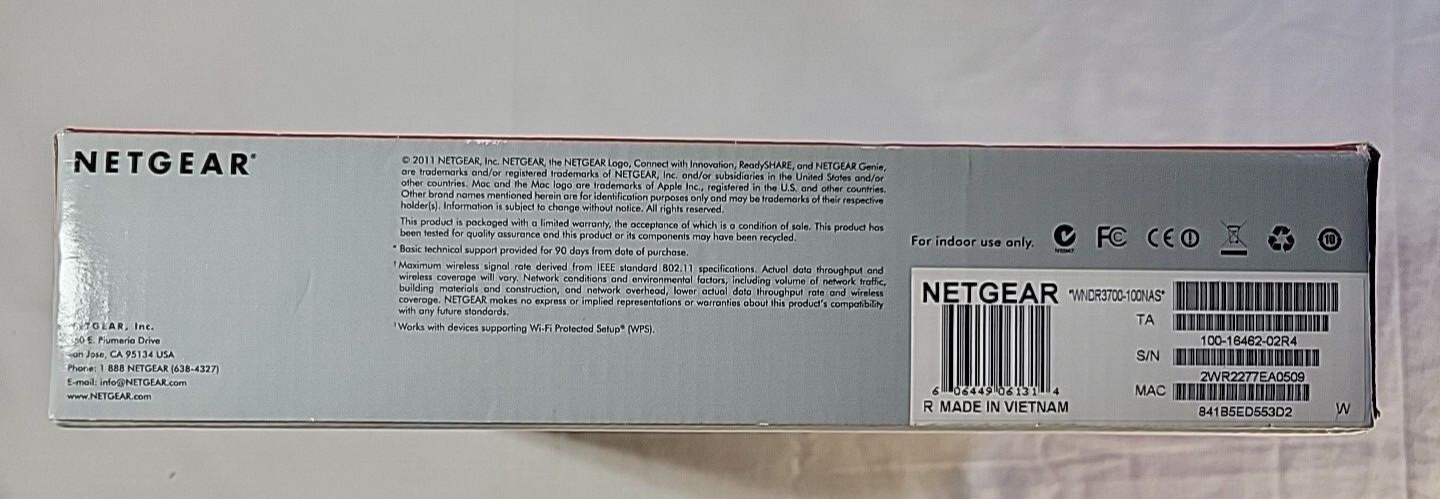 NETGEAR®
© 2011 NETGEAR, Inc. NETGEAR, the NETGEAR Logo, Connect with Innovation, ReadySHARE, and NETGEAR Genie,
are trademarks and/or registered trademarks of NETGEAR, Inc. and/or subsidiaries in the United States and/or
other countries. Mac and the Mac logo are trademarks of Apple Inc., registered in the U.S. and other countries.
Other brand names mentioned herein are for identification purposes only and may be trademarks of their respective
holder(s). Information is subject to change without notice. All rights reserved.
This product is packaged with a limited warranty, the acceptance of which is a condition of sale. This product has
been tested for quality assurance and this product or its components may have been recycled.
* Basic technical support provided for 90 days from date of purchase.
† Maximum wireless signal rate derived from IEEE standard 802.11 specifications. Actual data throughput and
wireless coverage will vary. Network conditions and environmental factors, including volume of network traffic,
building materials and construction, and network overhead, lower actual data throughput rate and wireless
coverage. NETGEAR makes no express or implied representations or warranties about this product's compatibility
with any future standards.
Works with devices supporting Wi-Fi Protected Setup® (WPS).
Inc.
E. Plumeria Drive
Jose, CA 95134 USA
Phone: 1 888 NETGEAR (638-4327)
E-mail: info@NETGEAR.com
www.NETGEAR.com
For indoor use only.
FC CE 10
NETGEAR
*WNDR3700-100NAS*
TA
100-16462-02R4
S/N
2WR2277EA0509
MAC
841B5ED553D2
6 06449 06131 4
R MADE IN VIETNAM
W